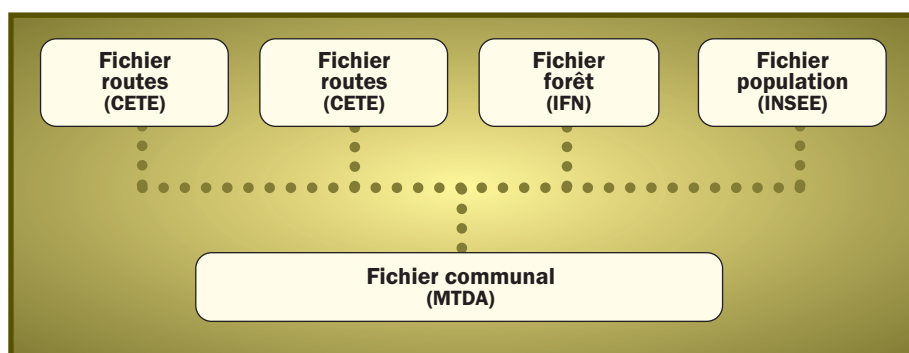 Fichier
routes
(CETE)
Fichier
routes
(CETE)
Fichier
forêt
(IFN)
Fichier
population
(INSEE)
Fichier communal
(MTDA)